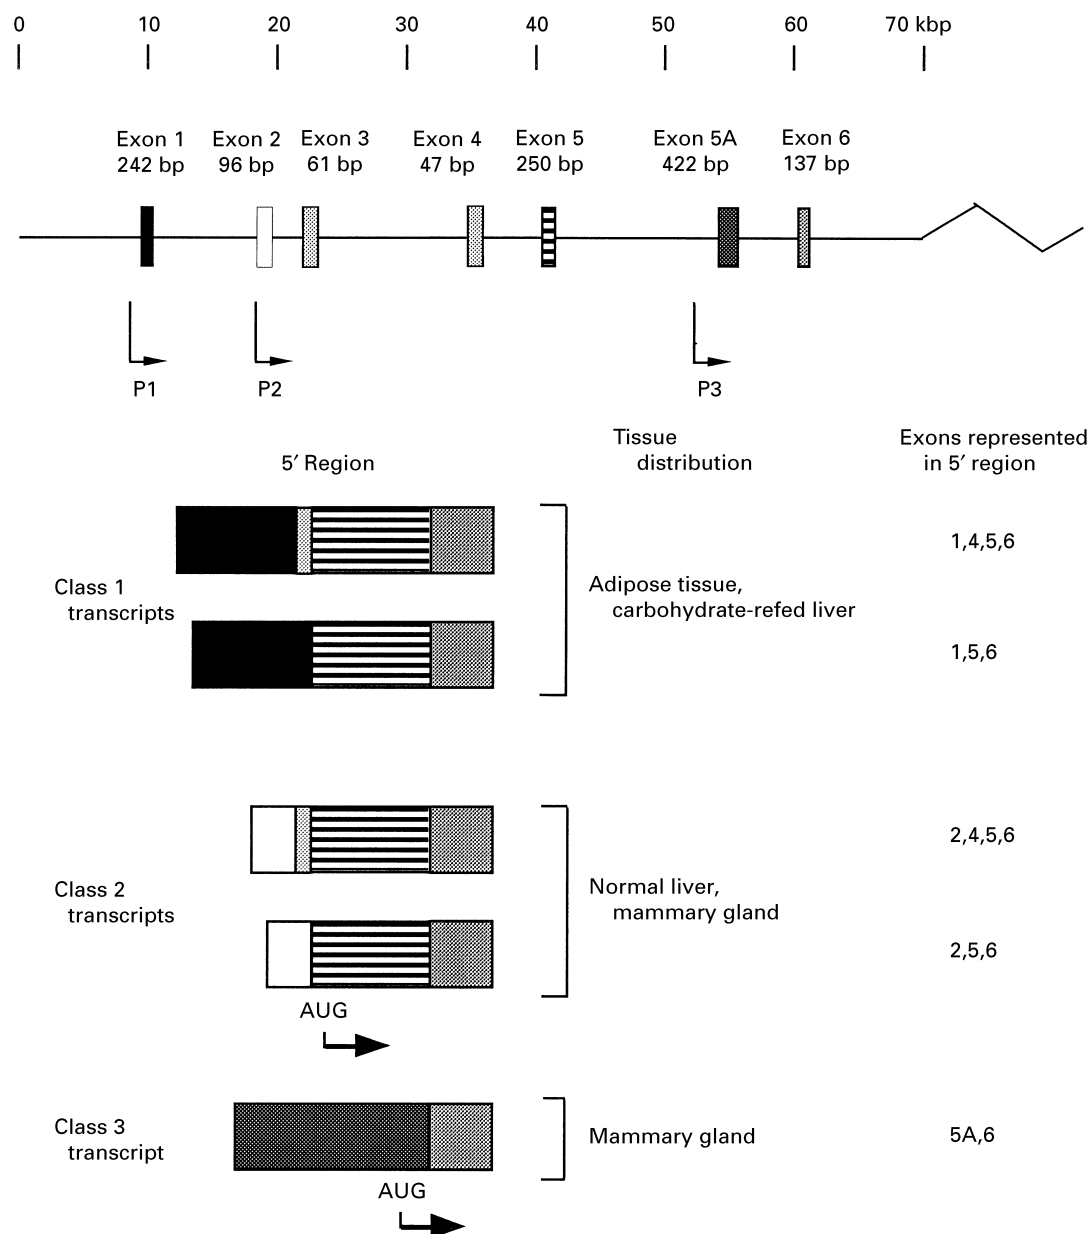 0 10 20 30 40 50 60 70 kbp
Exon 1 Exon 2 Exon 3 Exon 4 Exon 5 Exon 5A Exon 6
242 bp 96 bp 61 bp 47 bp 250 bp 422 bp 137 bp
P1 P2 P3
5′ Region
Tissue
distribution
Exons represented
in 5′ region
Class 1
transcripts
Adipose tissue,
carbohydrate-refed liver
1,4,5,6
1,5,6
Class 2
transcripts
Normal liver,
mammary gland
2,4,5,6
2,5,6
AUG
Class 3
transcript
Mammary gland
5A,6
AUG